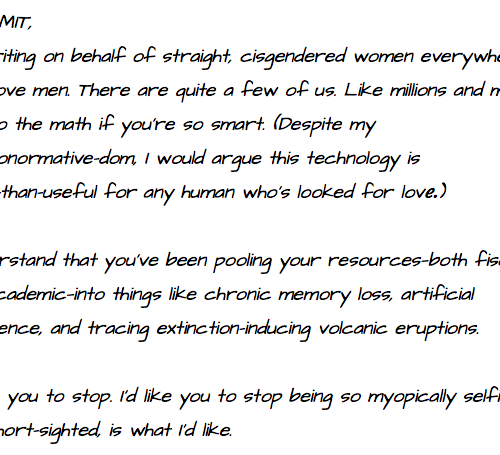 MIT,
riting on behalf of straight, cisgendered women everywhe
ove men. There are quite a few of us. Like millions and m
o the math if you're so smart. (Despite my
onormative-dom, I would argue this technology is
-than-useful for any human who's looked for love.)
rstand that you've been pooling your resources-both fis
cademic-into things like chronic memory loss, artificial
ence, and tracing extinction-inducing volcanic eruptions.
you to stop. I'd like you to stop being so myopically selfi
hort-sighted, is what I'd like.